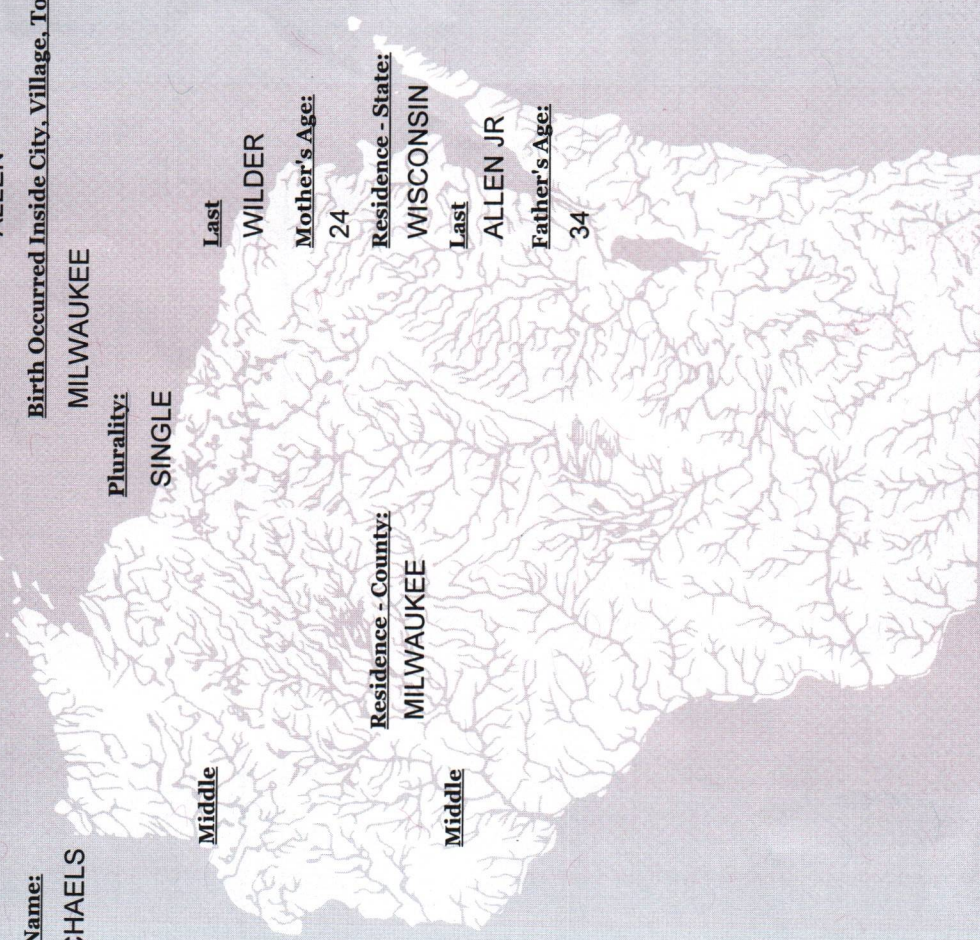 Name: Birth Occurred Inside City, Village, To
CHAELS MILWAUKEE
Plurality:
SINGLE
Middle Last
WILDER
Mother's Age:
24
Residence - County: Residence - State:
MILWAUKEE WISCONSIN
Middle Last
ALLEN JR
Father's Age:
34